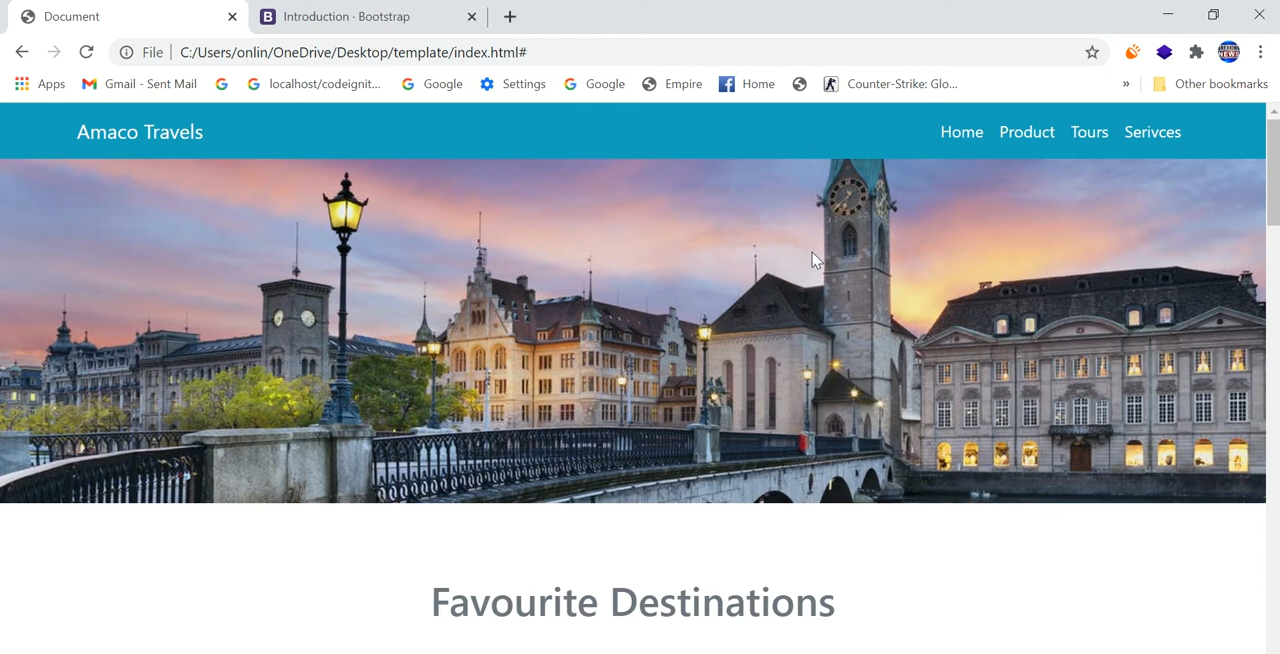 Document
Introduction · Bootstrap
File C:/Users/onlin/OneDrive/Desktop/template/index.html#
Apps Gmail - Sent Mail localhost/codeignit... Google Settings Google Empire Home Counter-Strike: Glo... » Other bookmarks
Amaco Travels
Home Product Tours Serivces
Favourite Destinations